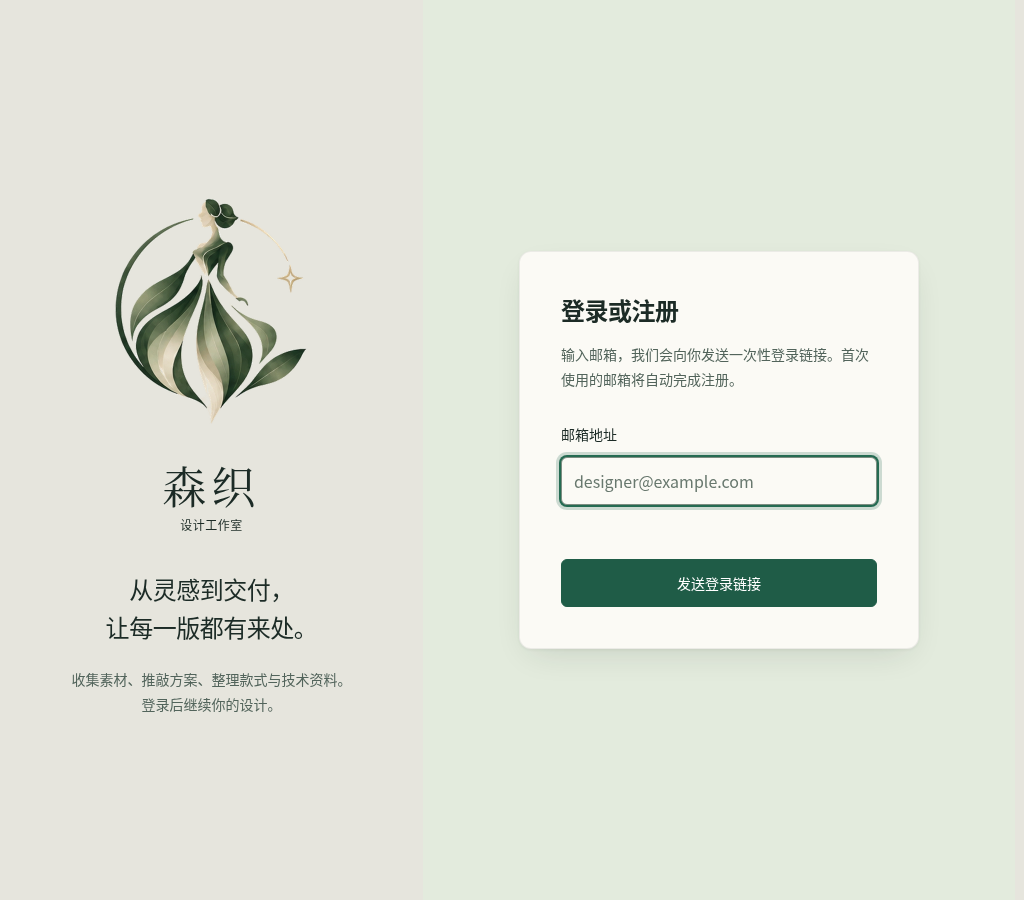 森织
设计工作室
从灵感到交付，
让每一版都有来处。
收集素材、推敲方案、整理款式与技术资料。
登录后继续你的设计。
登录或注册
输入邮箱，我们会向你发送一次性登录链接。首次
使用的邮箱将自动完成注册。
邮箱地址
designer@example.com
发送登录链接